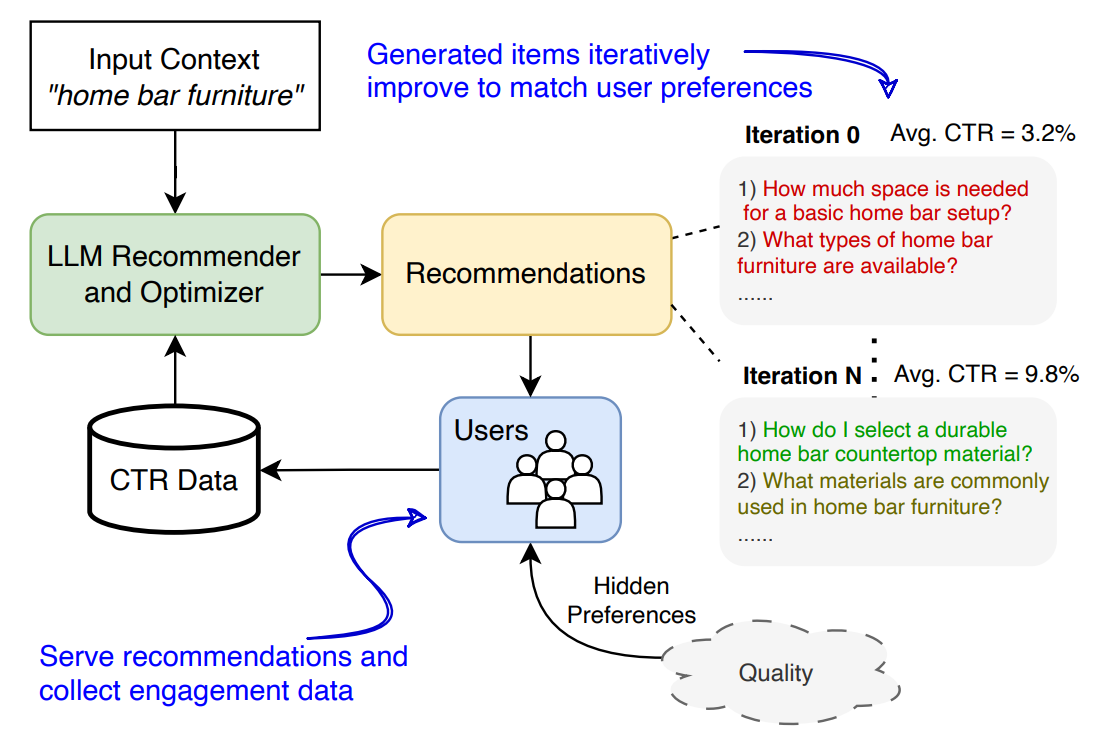 Input Context
"home bar furniture"
Generated items iteratively
improve to match user preferences
Iteration 0 Avg. CTR = 3.2%
1) How much space is needed
for a basic home bar setup?
2) What types of home bar
furniture are available?
......
LLM Recommender
and Optimizer
Recommendations
Iteration N Avg. CTR = 9.8%
1) How do I select a durable
home bar countertop material?
2) What materials are commonly
used in home bar furniture?
......
Users
CTR Data
Hidden
Preferences
Quality
Serve recommendations and
collect engagement data